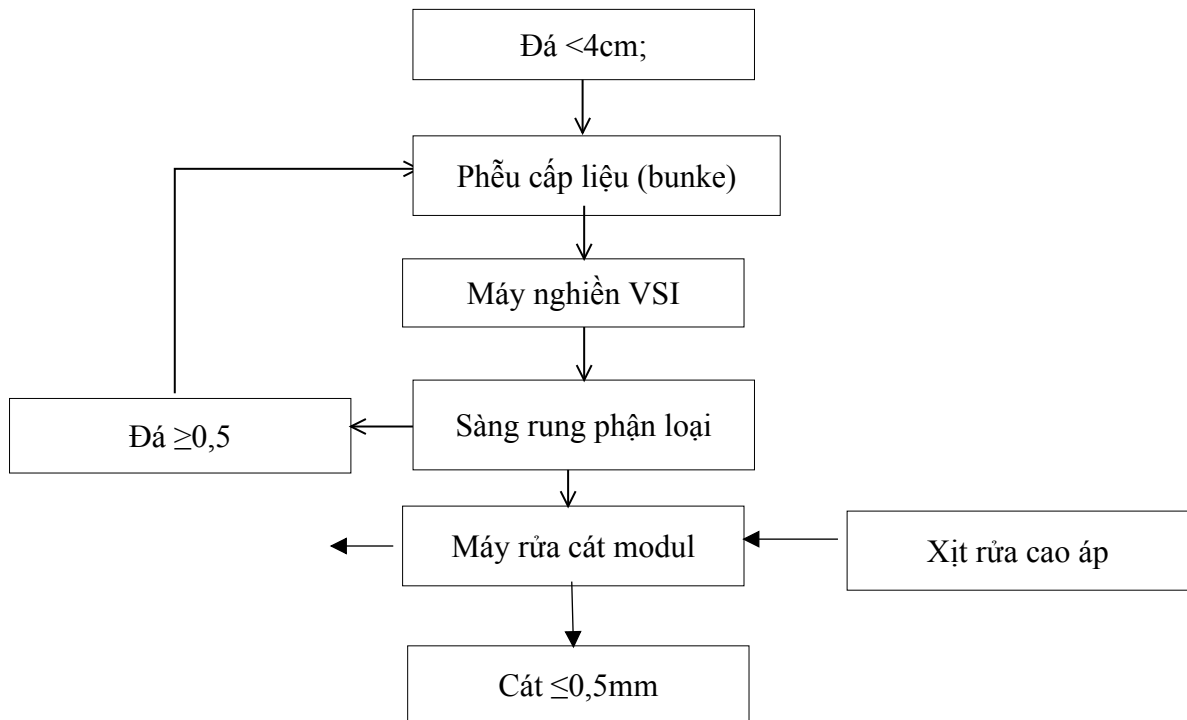 Đá <4cm;
Phễu cấp liệu (bunke)
Máy nghiền VSI
Sàng rung phận loại
Đá ≥0,5
Máy rửa cát modul
Xịt rửa cao áp
Cát ≤0,5mm